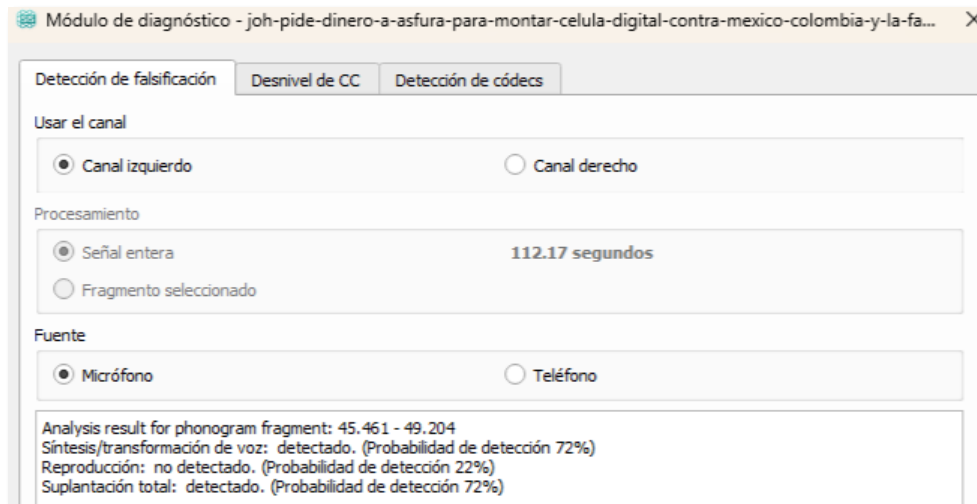 Módulo de diagnóstico - joh-pide-dinero-a-asfura-para-montar-celula-digital-contra-mexico-colombia-y-la-fa...
Detección de falsificación Desnivel de CC Detección de códecs
Usar el canal
Canal izquierdo Canal derecho
Procesamiento
Señal entera 112.17 segundos
Fragmento seleccionado
Fuente
Micrófono Teléfono
Analysis result for phonogram fragment: 45.461 - 49.204
Síntesis/transformación de voz: detectado. (Probabilidad de detección 72%)
Reproducción: no detectado. (Probabilidad de detección 22%)
Suplantación total: detectado. (Probabilidad de detección 72%)